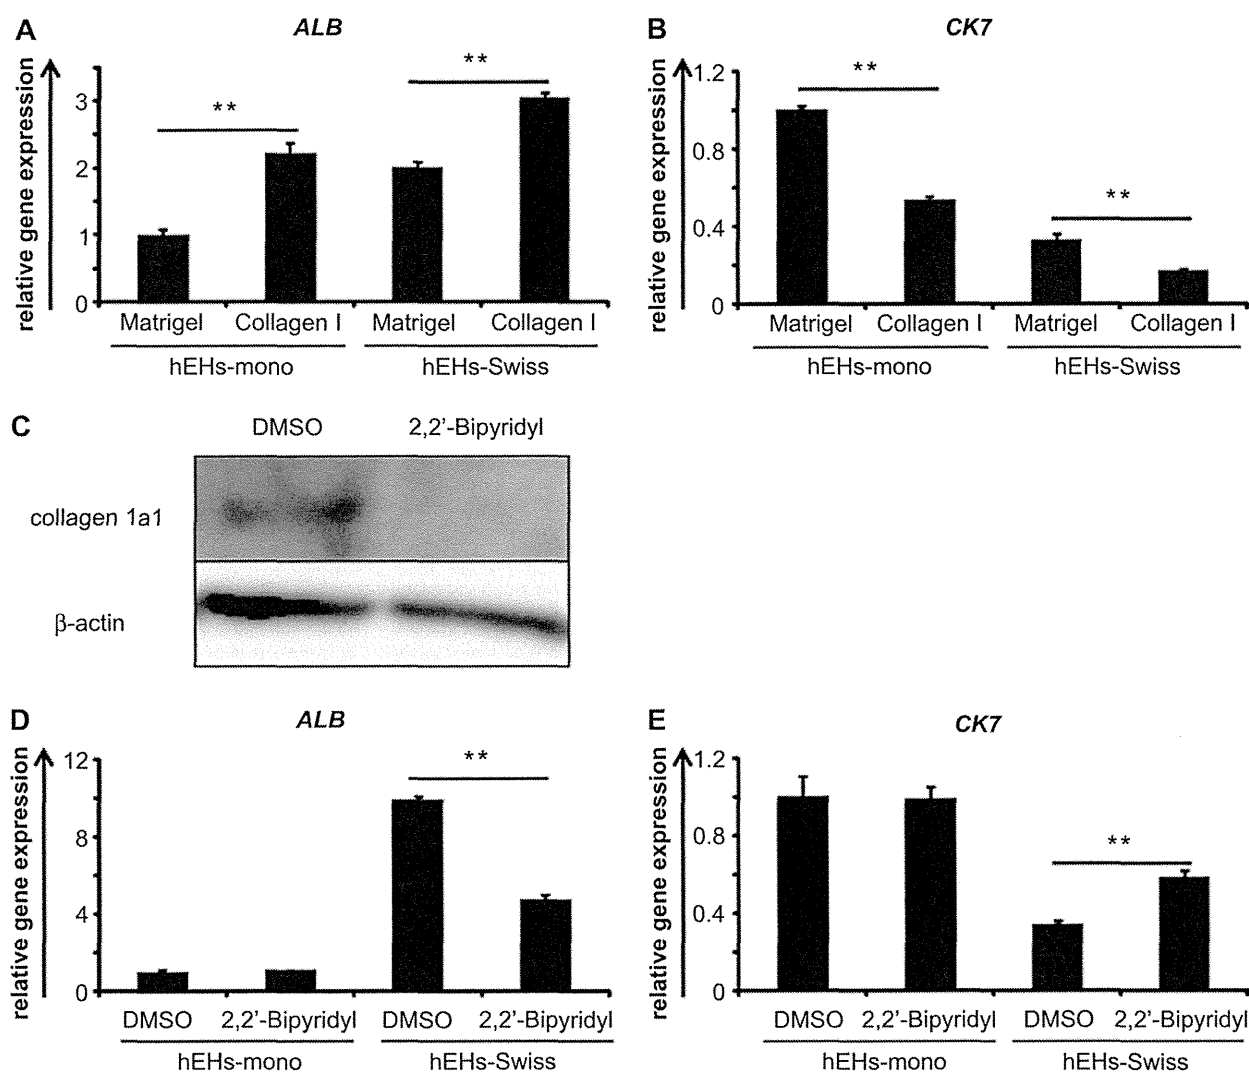 A
ALB
relative gene expression
3
2
1
0
**
**
Matrigel Collagen I Matrigel Collagen I
hEHs-mono hEHs-Swiss
B
CK7
relative gene expression
1.2
0.8
0.4
0
**
**
Matrigel Collagen I Matrigel Collagen I
hEHs-mono hEHs-Swiss
C
DMSO 2,2'-Bipyridyl
collagen 1a1
β-actin
D
ALB
relative gene expression
12
8
4
0
**
DMSO 2,2'-Bipyridyl DMSO 2,2'-Bipyridyl
hEHs-mono hEHs-Swiss
E
CK7
relative gene expression
1.2
0.8
0.4
0
**
DMSO 2,2'-Bipyridyl DMSO 2,2'-Bipyridyl
hEHs-mono hEHs-Swiss